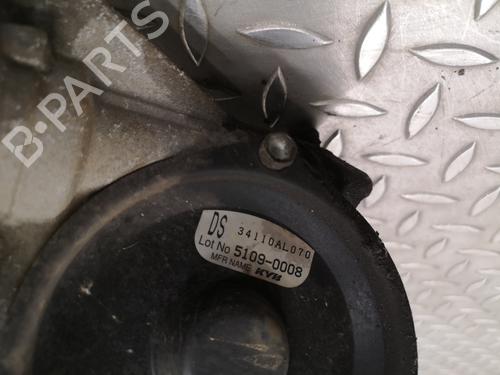 B-PARTS
DS 34110AL070
Lot No 5109-0008
MFR NAME KYB